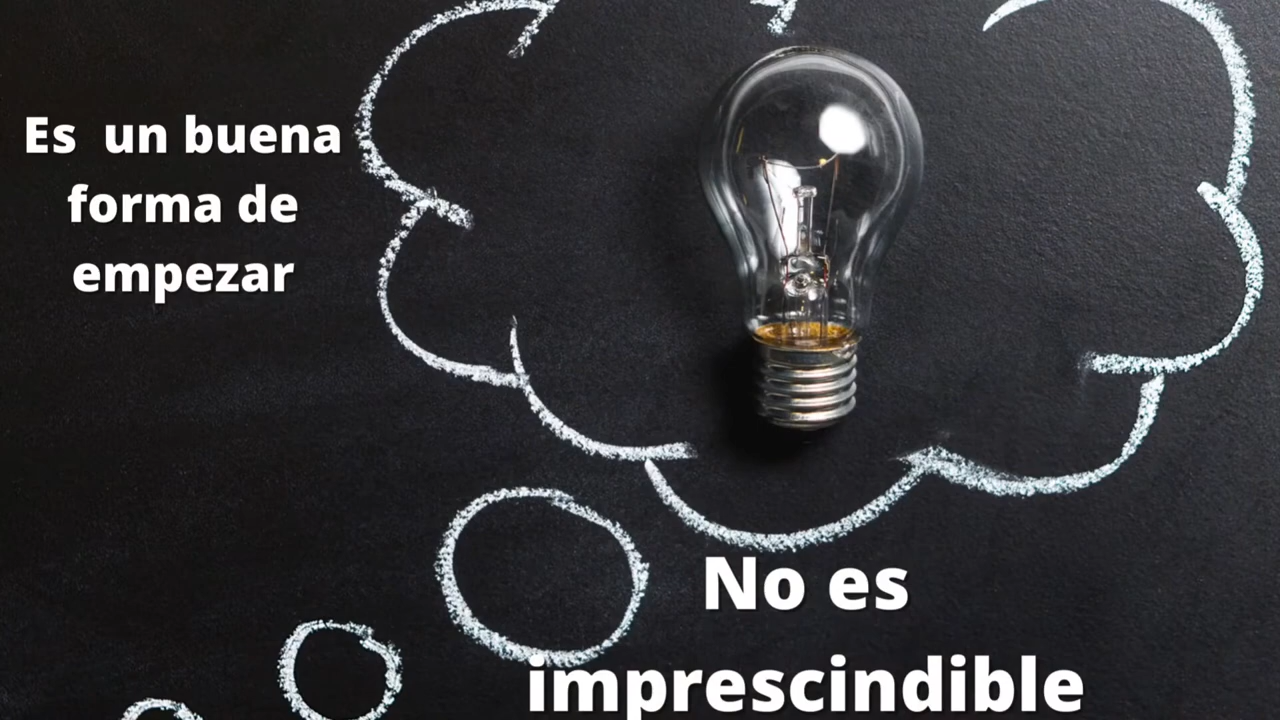 Es un buena
forma de
empezar
No es
imprescindible